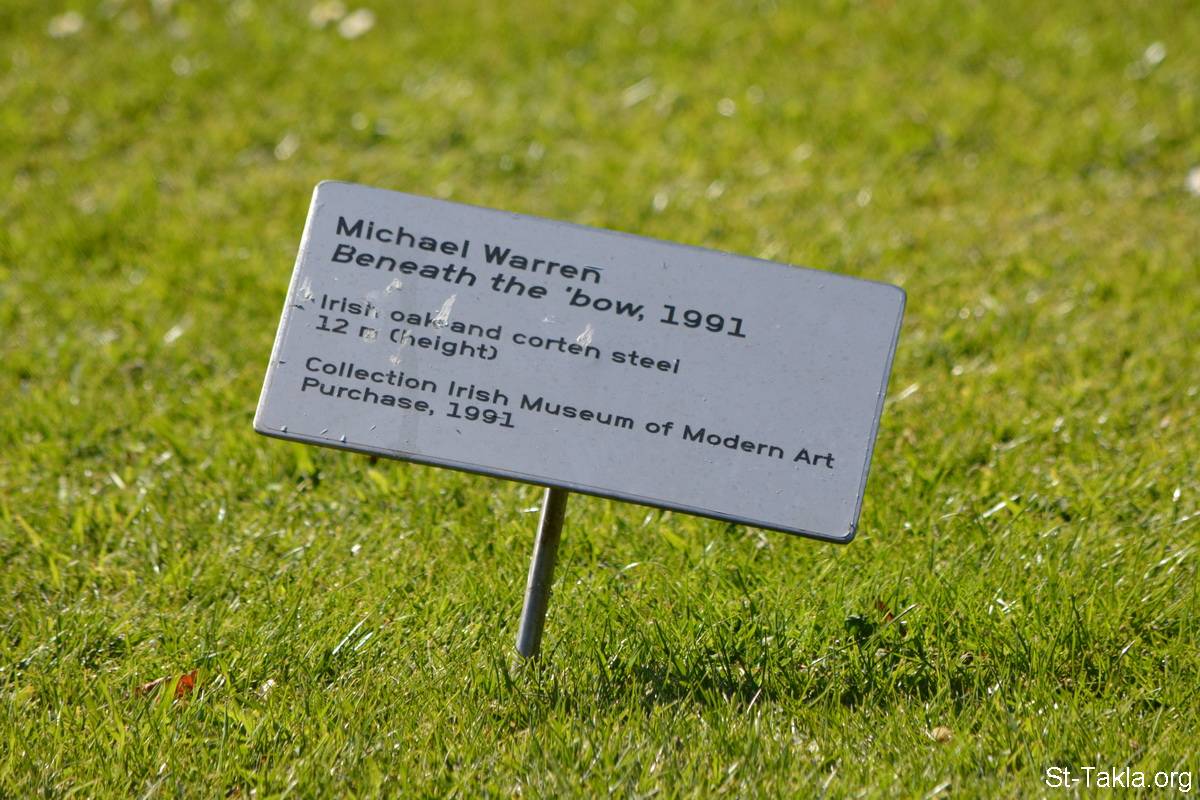 Michael Warren
Beneath the 'bow, 1991
Irish oak and corten steel
12 m (height)
Collection Irish Museum of Modern Art
Purchase, 1991
St-Takla.org